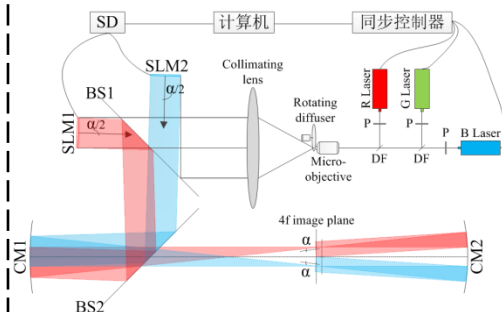 SD
计算机
同步控制器
SLM2
Collimating
lens
BS1
α/2
Rotating
diffuser
R Laser
G Laser
SLM1
α/2
P
P
P
B Laser
Micro-
objective
DF
DF
4f image plane
α
α
CM1
CM2
BS2